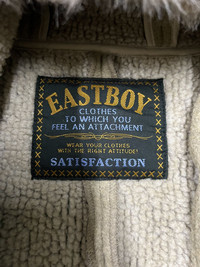 EASTBOY
CLOTHES
TO WHICH YOU
FEEL AN ATTACHMENT
WEAR YOUR CLOTHES
WITH THE RIGHT ATTITUDE!
SATISFACTION